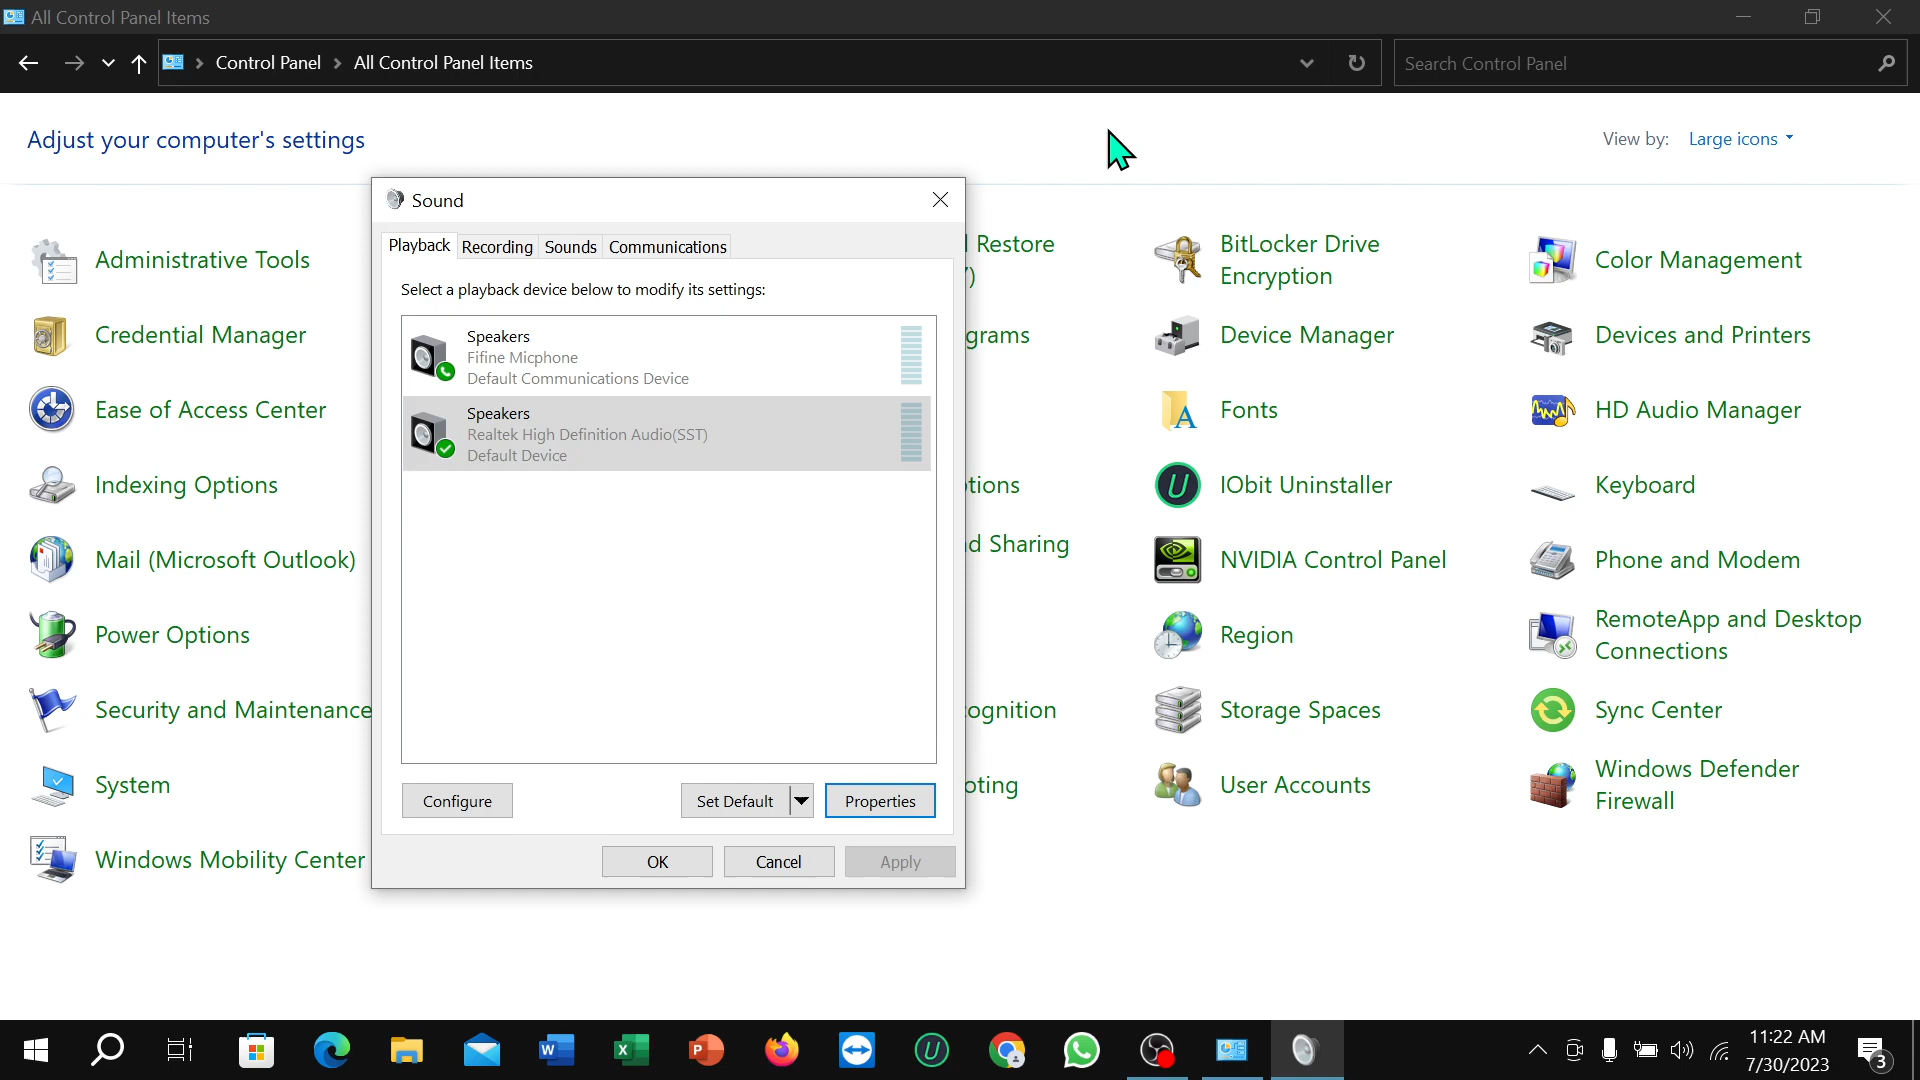 All Control Panel Items
Control Panel > All Control Panel Items
Search Control Panel
Adjust your computer's settings
View by: Large icons
Sound
Playback Recording Sounds Communications
Select a playback device below to modify its settings:
Speakers
Fifine Micphone
Default Communications Device
Speakers
Realtek High Definition Audio(SST)
Default Device
Configure
Set Default
Properties
OK
Cancel
Apply
Administrative Tools
Restore
7)
BitLocker Drive
Encryption
Color Management
Credential Manager
grams
Device Manager
Devices and Printers
Ease of Access Center
Fonts
HD Audio Manager
Indexing Options
tions
IObit Uninstaller
Keyboard
Mail (Microsoft Outlook)
d Sharing
NVIDIA Control Panel
Phone and Modem
Power Options
Region
RemoteApp and Desktop
Connections
Security and Maintenance
ognition
Storage Spaces
Sync Center
System
oting
User Accounts
Windows Defender
Firewall
Windows Mobility Center
11:22 AM
7/30/2023
3